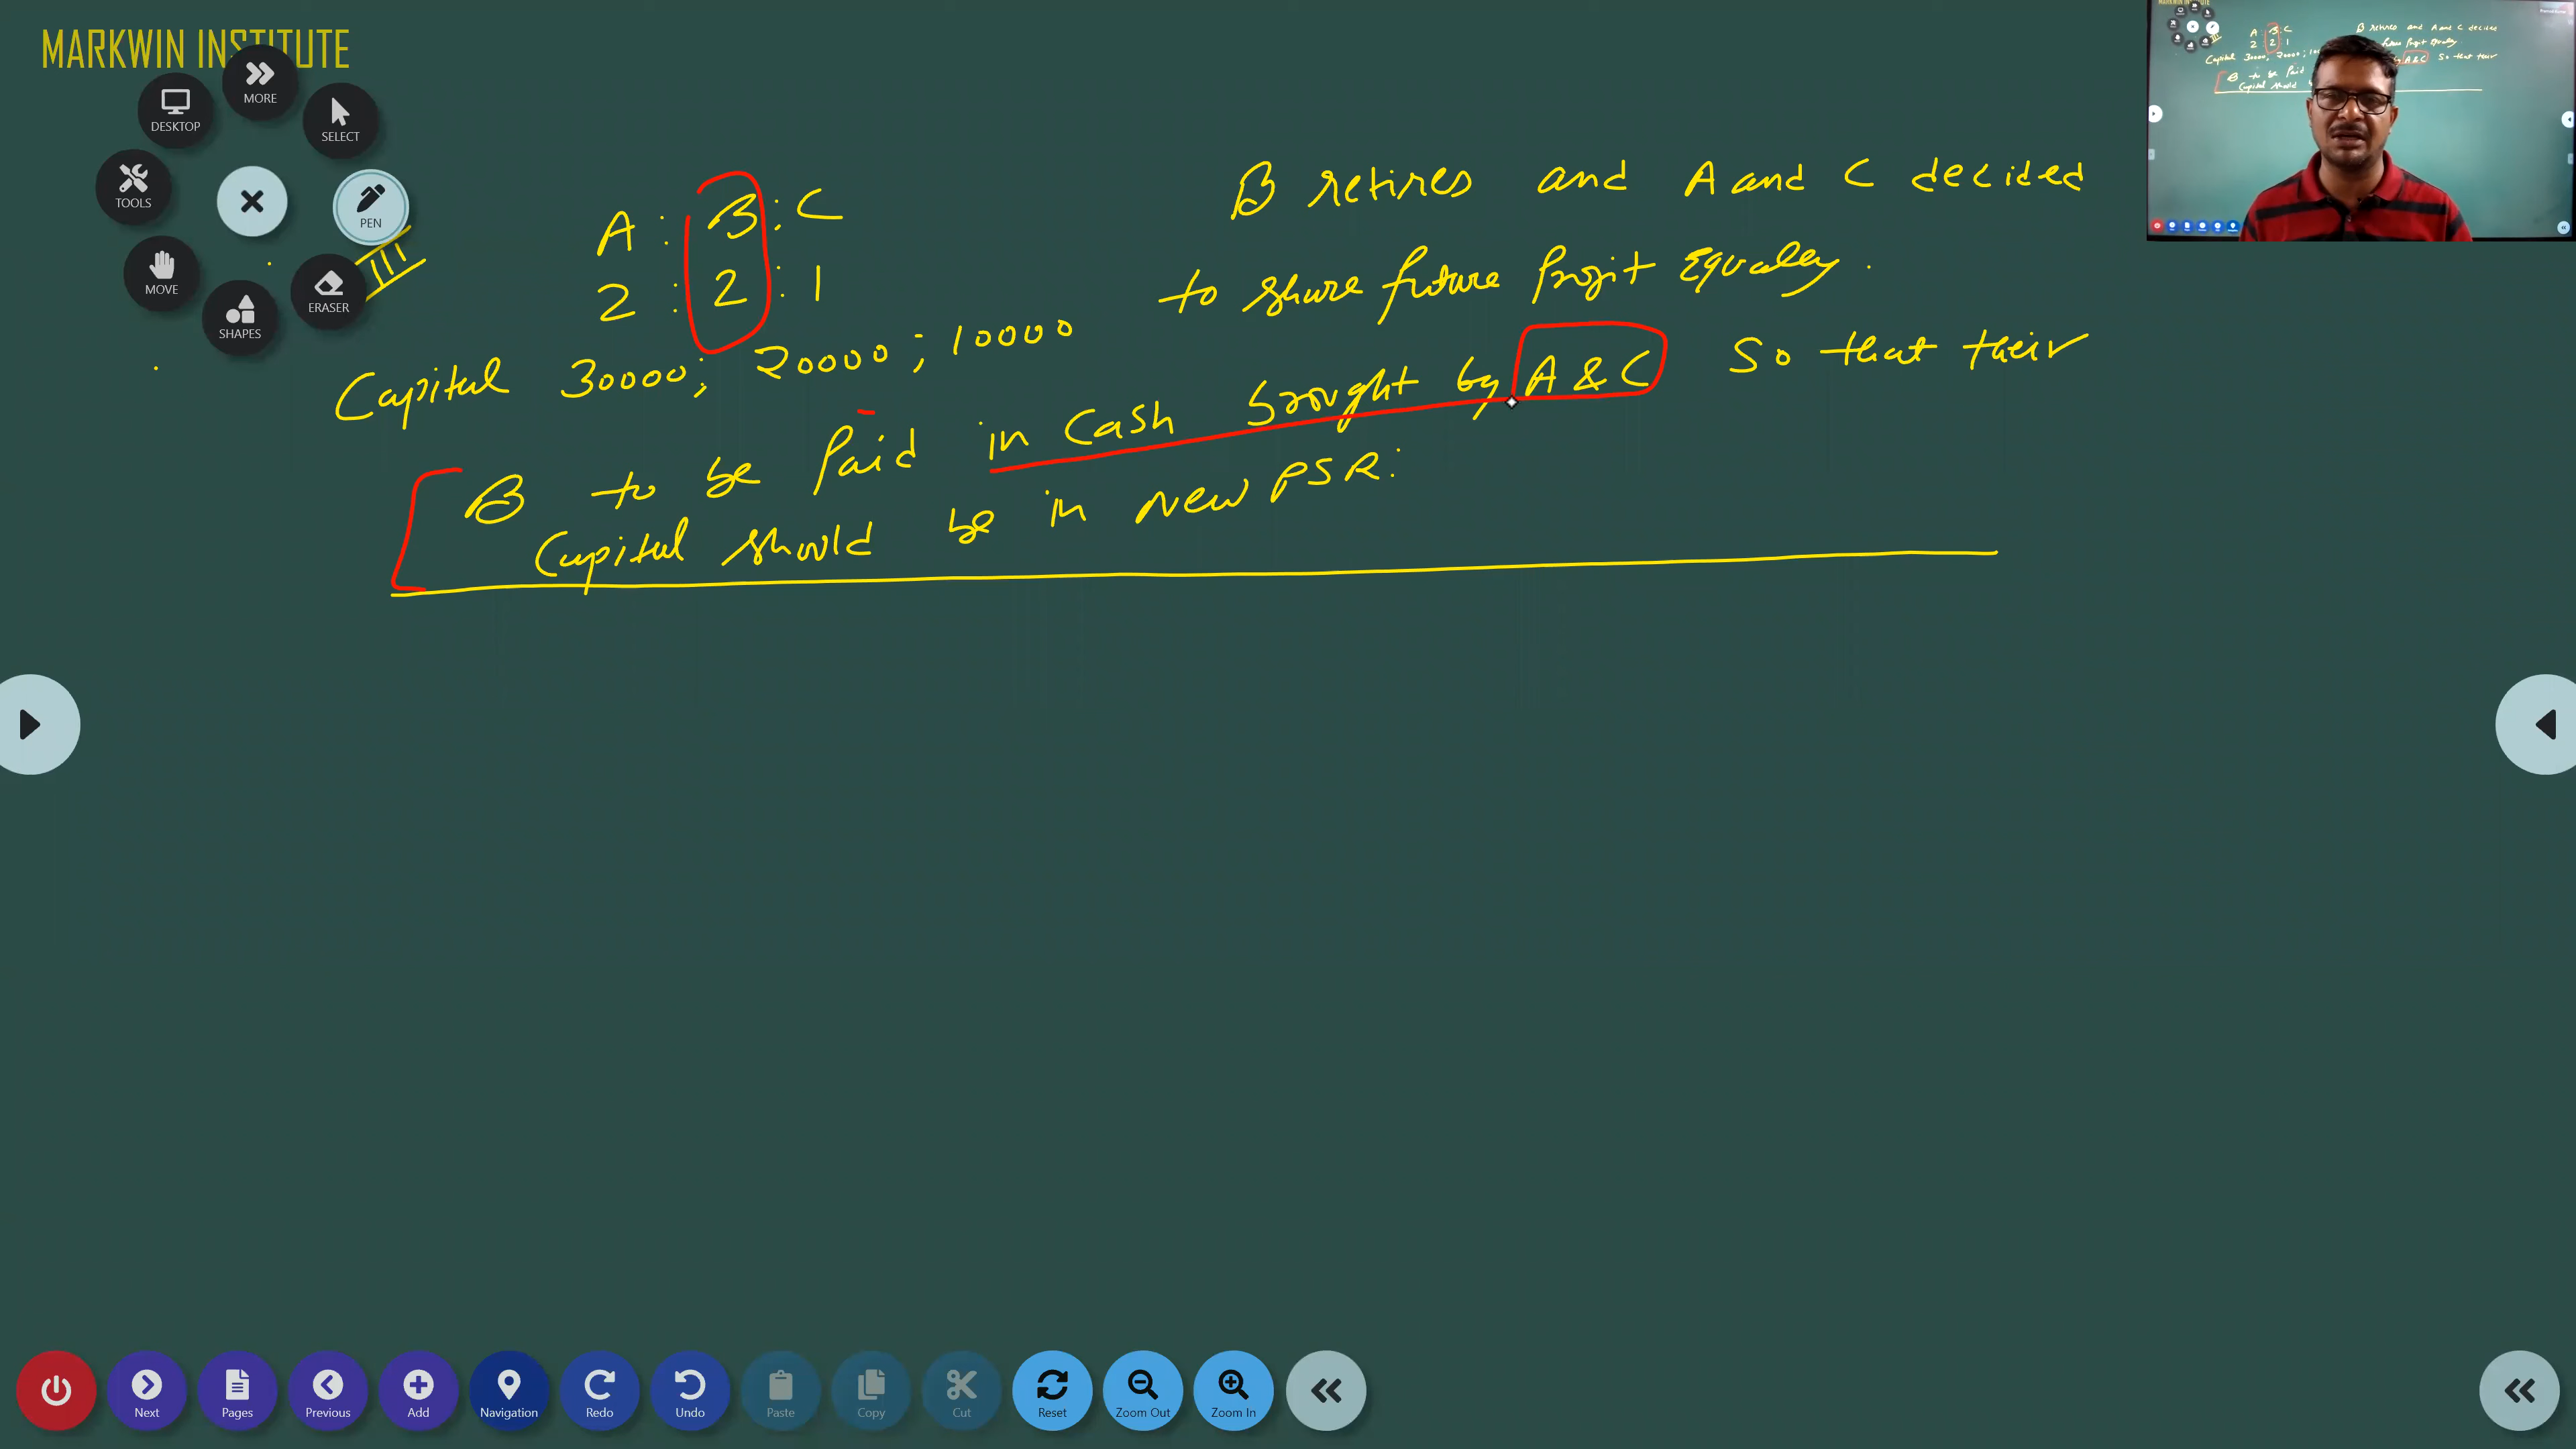 MARKWIN INSTITUTE
MORE
DESKTOP
SELECT
TOOLS
PEN
MOVE
ERASER
SHAPES
III
A : B : C
2 : 2 : 1
Capital 30000; 20000; 10000
B retires and A and C decided
to share future Profit Equally.
B to be Paid in Cash brought by A & C So that their
Capital should be in New PSR:
Next
Pages
Previous
Add
Navigation
Redo
Undo
Paste
Copy
Cut
Reset
Zoom Out
Zoom In